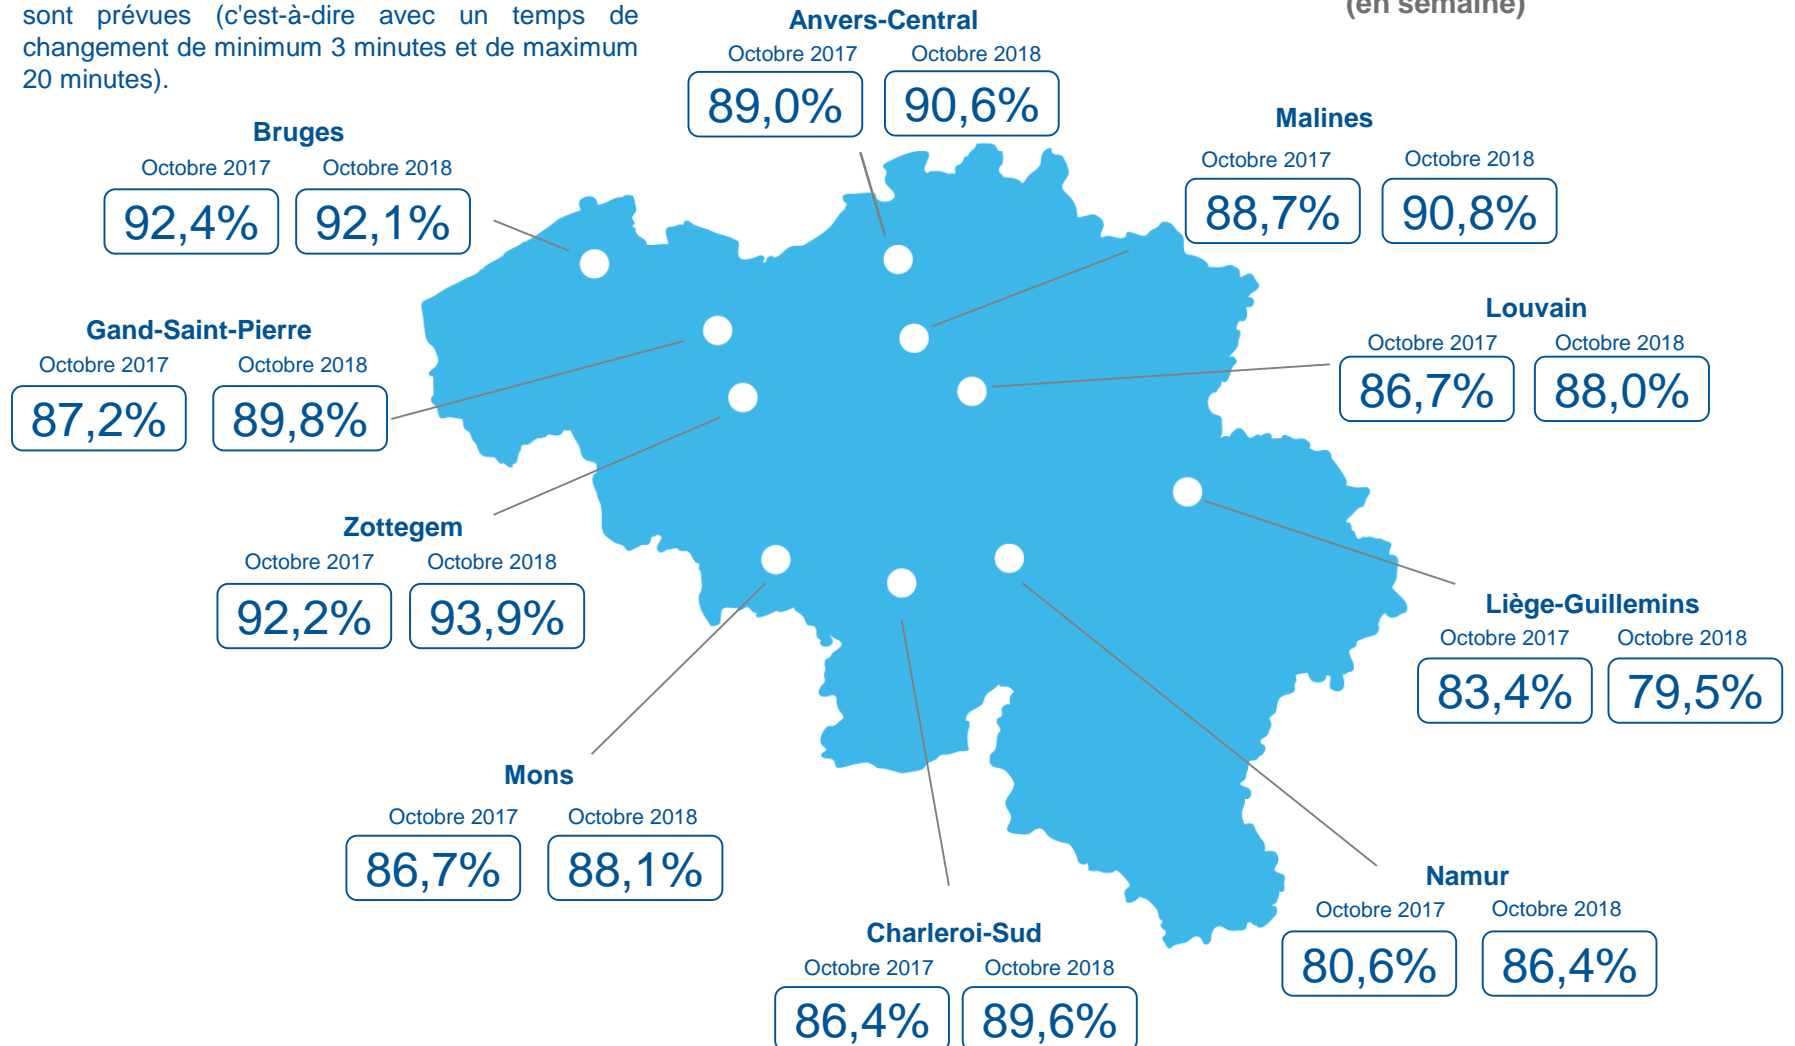 sont prévues (c'est-à-dire avec un temps de
changement de minimum 3 minutes et de maximum
20 minutes).
(en semaine)
Anvers-Central
Octobre 2017 Octobre 2018
89,0% 90,6%
Bruges
Octobre 2017 Octobre 2018
92,4% 92,1%
Malines
Octobre 2017 Octobre 2018
88,7% 90,8%
Gand-Saint-Pierre
Octobre 2017 Octobre 2018
87,2% 89,8%
Louvain
Octobre 2017 Octobre 2018
86,7% 88,0%
Zottegem
Octobre 2017 Octobre 2018
92,2% 93,9%
Liège-Guillemins
Octobre 2017 Octobre 2018
83,4% 79,5%
Mons
Octobre 2017 Octobre 2018
86,7% 88,1%
Namur
Octobre 2017 Octobre 2018
80,6% 86,4%
Charleroi-Sud
Octobre 2017 Octobre 2018
86,4% 89,6%